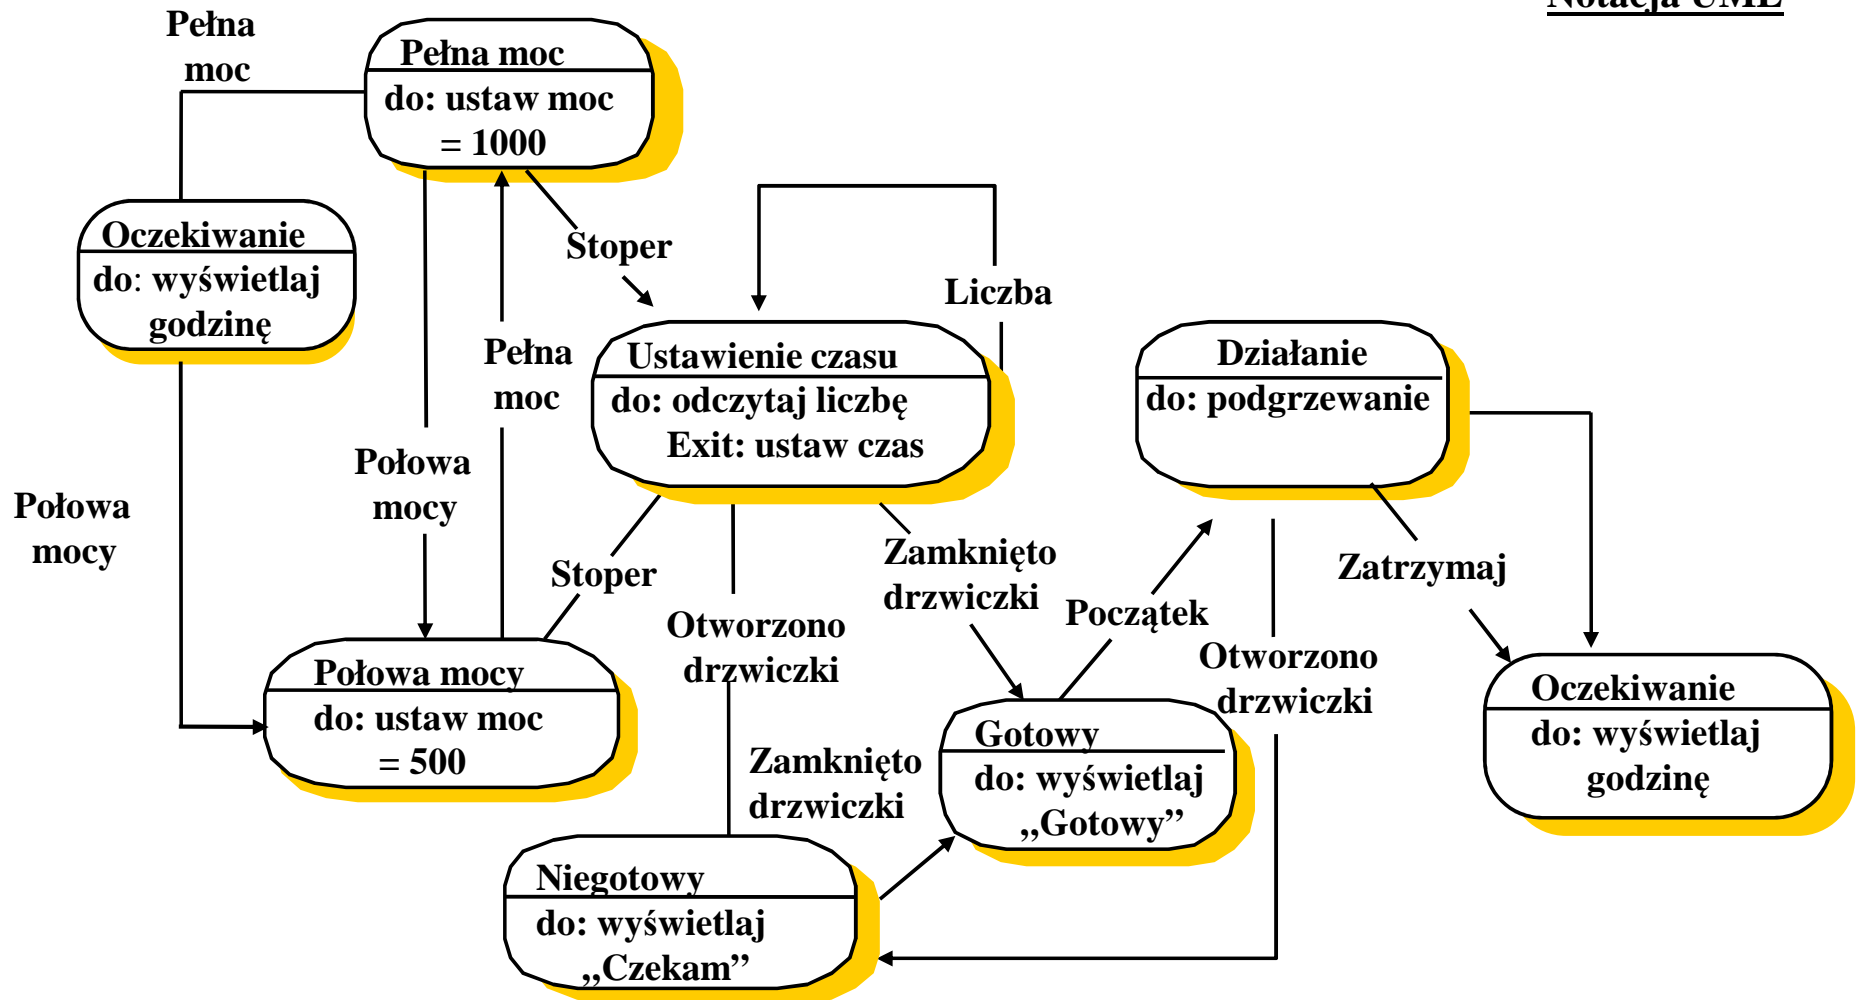 Notacja UML
Pełna
moc
Pełna moc
do: ustaw moc
= 1000
Oczekiwanie
do: wyświetlaj
godzinę
Stoper
Liczba
Pełna
moc
Ustawienie czasu
do: odczytaj liczbę
Exit: ustaw czas
Działanie
do: podgrzewanie
Połowa
mocy
Połowa
mocy
Stoper
Zamknięto
drzwiczki
Początek
Zatrzymaj
Otworzono
drzwiczki
Otworzono
drzwiczki
Połowa mocy
do: ustaw moc
= 500
Zamknięto
drzwiczki
Gotowy
do: wyświetlaj
„Gotowy”
Oczekiwanie
do: wyświetlaj
godzinę
Niegotowy
do: wyświetlaj
„Czekam”